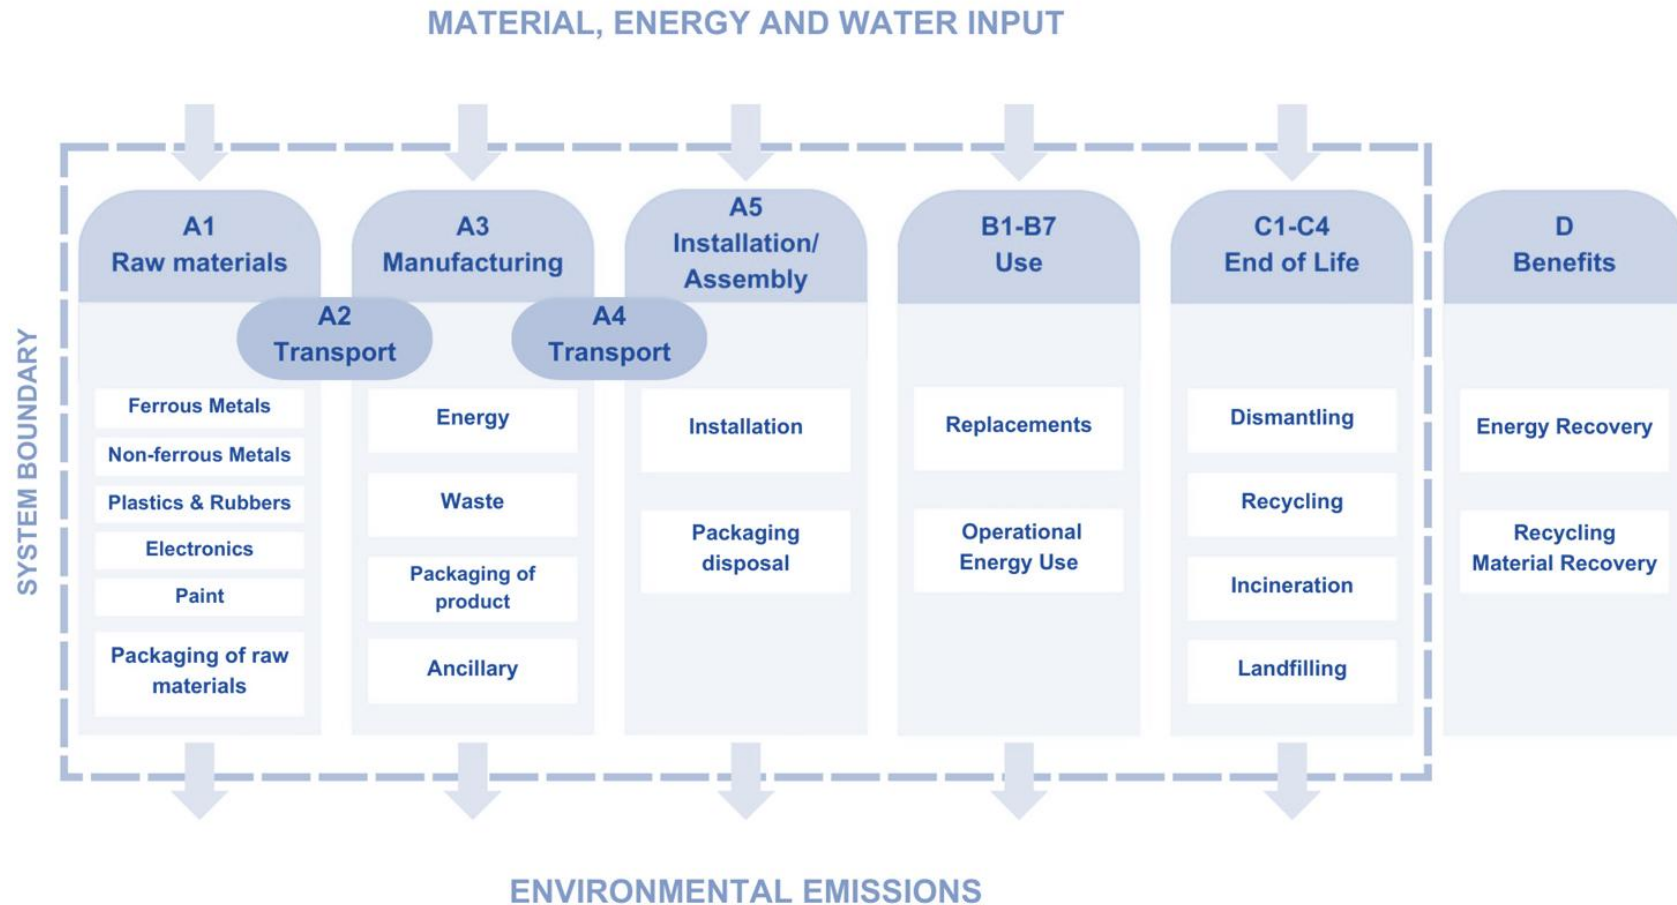 MATERIAL, ENERGY AND WATER INPUT
SYSTEM BOUNDARY
A1
Raw materials
A2
Transport
Ferrous Metals
Non-ferrous Metals
Plastics & Rubbers
Electronics
Paint
Packaging of raw
materials
A3
Manufacturing
A4
Transport
Energy
Waste
Packaging of
product
Ancillary
A5
Installation/
Assembly
Installation
Packaging
disposal
B1-B7
Use
Replacements
Operational
Energy Use
C1-C4
End of Life
Dismantling
Recycling
Incineration
Landfilling
D
Benefits
Energy Recovery
Recycling
Material Recovery
ENVIRONMENTAL EMISSIONS